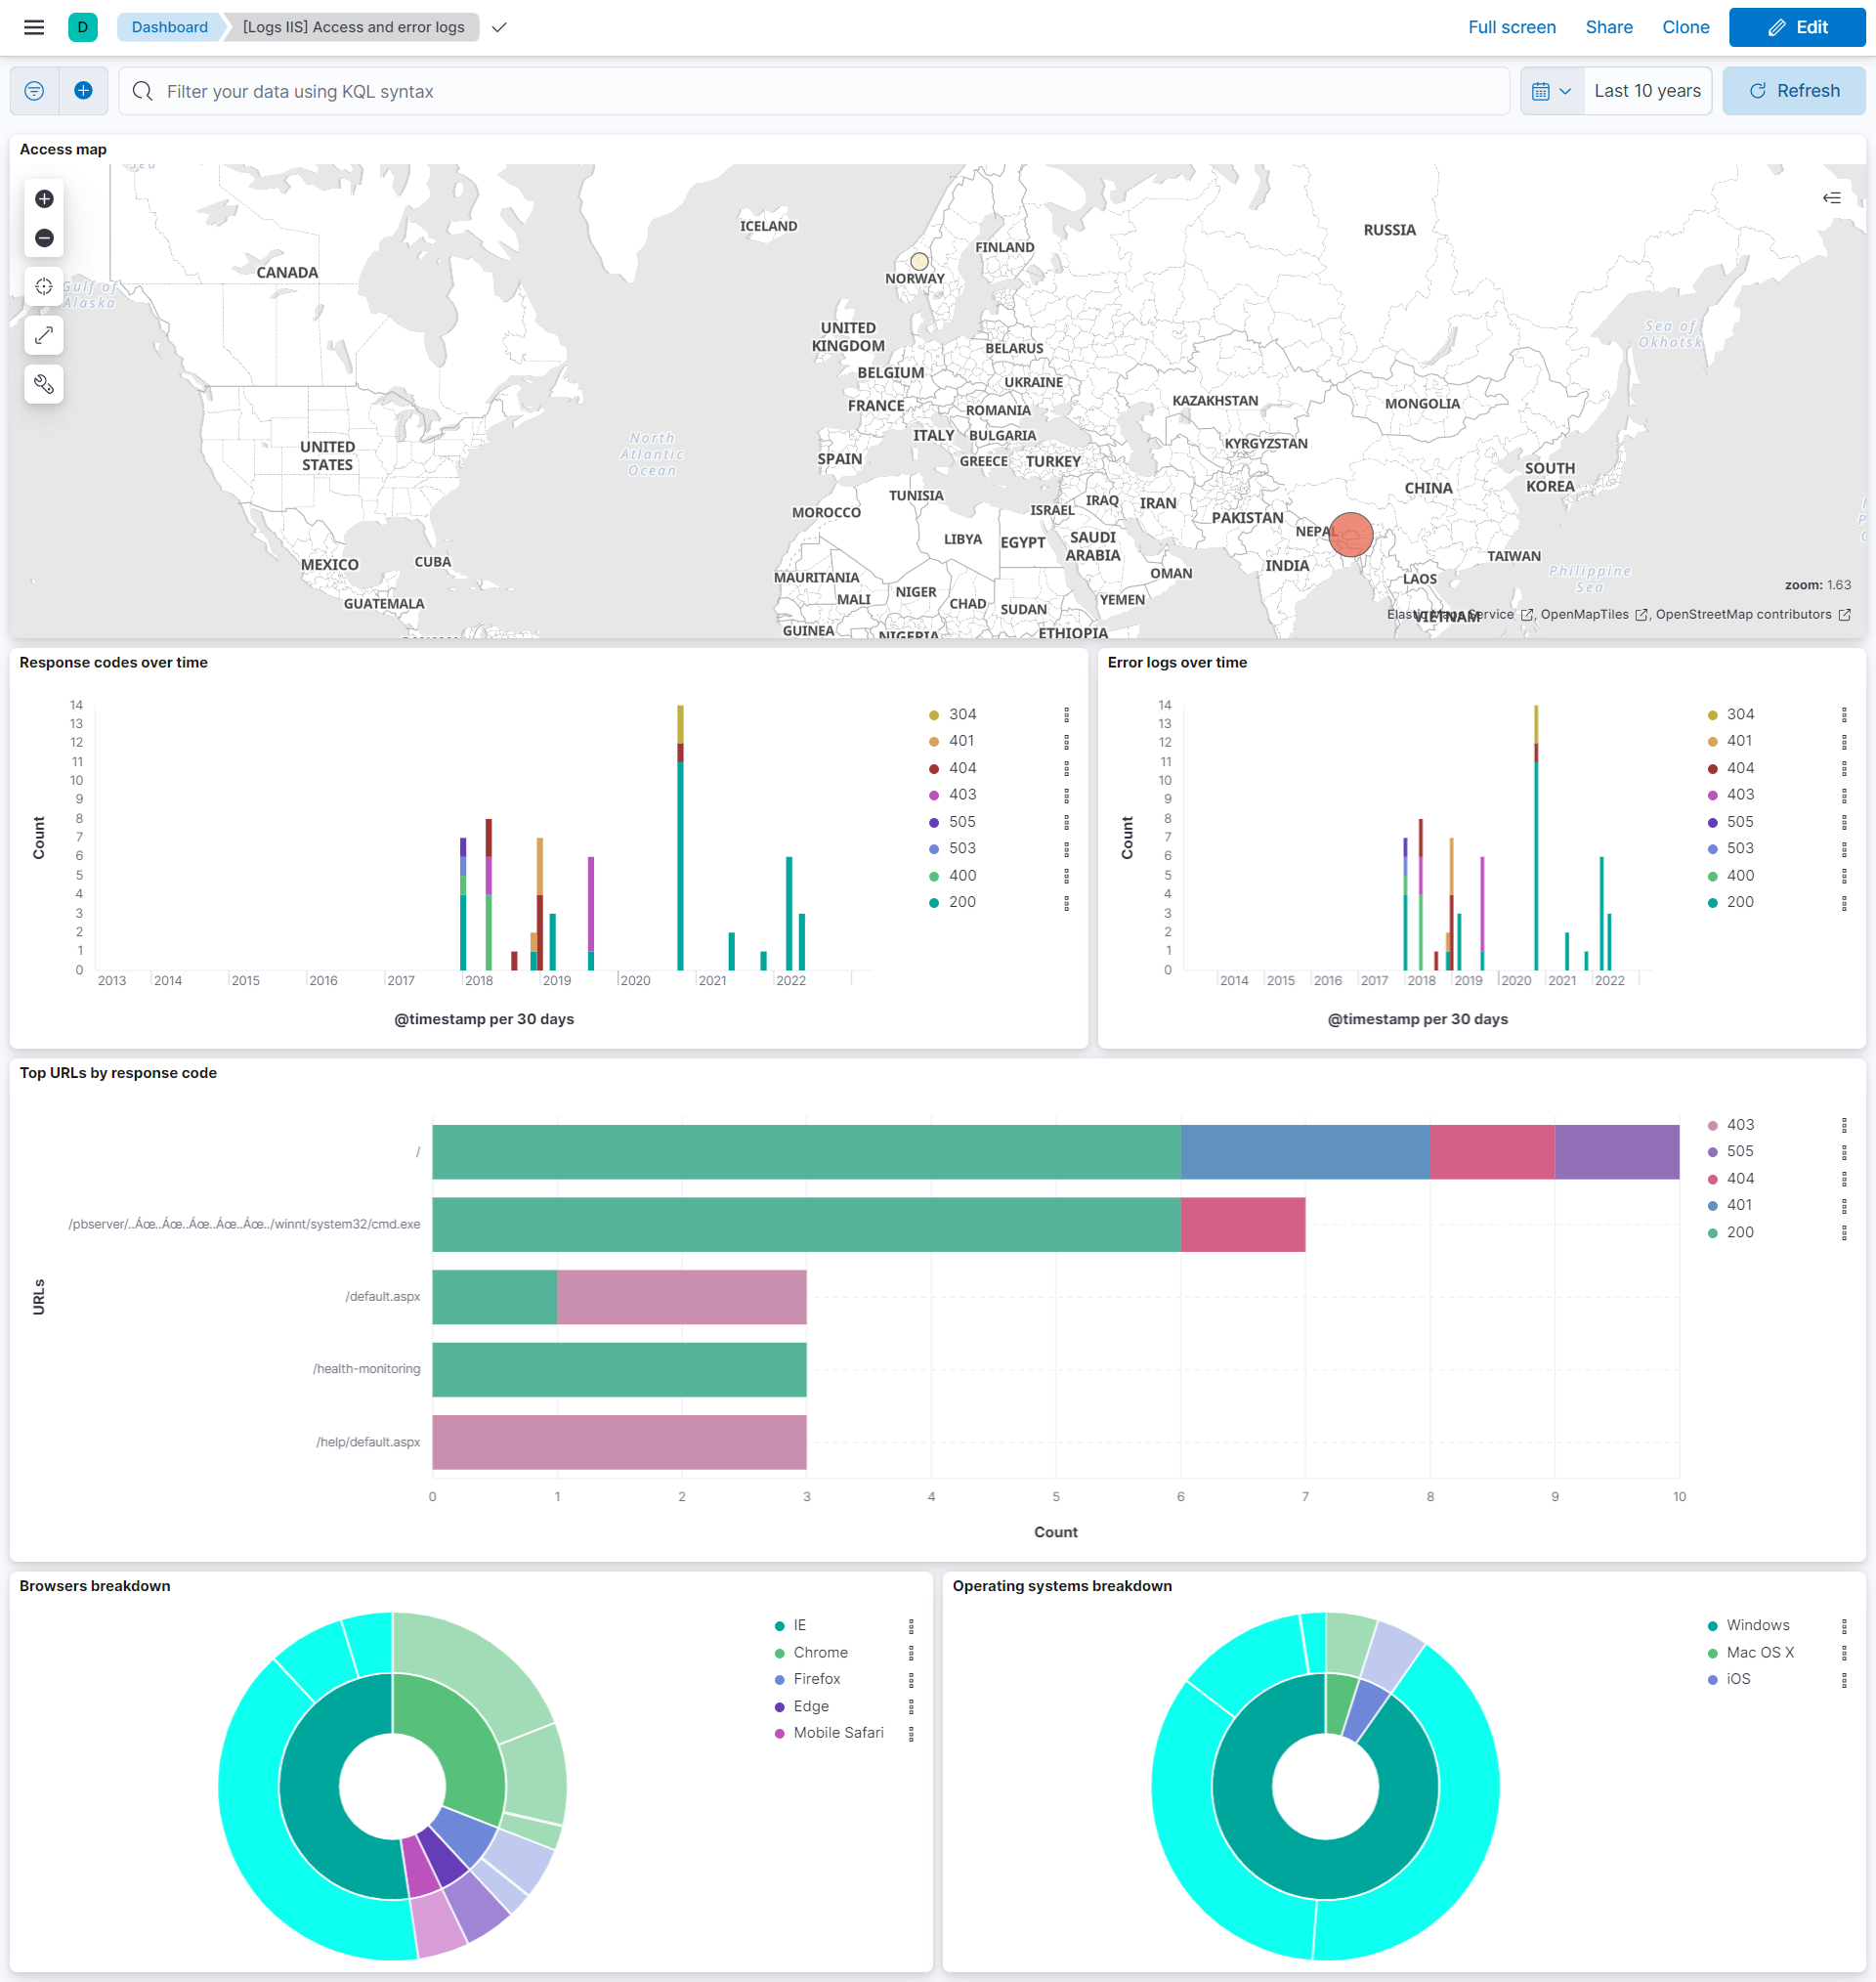 D
Dashboard
[Logs IIS] Access and error logs
Full screen
Share
Clone
Edit
Filter your data using KQL syntax
Last 10 years
Refresh
Access map
ICELAND
RUSSIA
FINLAND
CANADA
NORWAY
Gulf of
Alaska
UNITED
KINGDOM
Sea of
Okhotsk
BELARUS
BELGIUM
UKRAINE
KAZAKHSTAN
MONGOLIA
FRANCE
ROMANIA
ITALY
BULGARIA
KYRGYZSTAN
UNITED
STATES
North
Atlantic
Ocean
SPAIN
GREECE
TURKEY
SOUTH
KOREA
CHINA
TUNISIA
IRAQ
IRAN
MOROCCO
ISRAEL
PAKISTAN
NEPAL
LIBYA
EGYPT
SAUDI
ARABIA
TAIWAN
MEXICO
CUBA
INDIA
OMAN
Philippine
Sea
MAURITANIA
LAOS
zoom: 1.63
NIGER
MALI
CHAD
SUDAN
YEMEN
GUATEMALA
VIETNAM
Elastic Maps Service , OpenMapTiles , OpenStreetMap contributors
GUINEA
NIGERIA
ETHIOPIA
Response codes over time
Count
14
13
12
11
10
9
8
7
6
5
4
3
2
1
0
2013 2014 2015 2016 2017 2018 2019 2020 2021 2022
@timestamp per 30 days
304
401
404
403
505
503
400
200
Error logs over time
Count
14
13
12
11
10
9
8
7
6
5
4
3
2
1
0
2014 2015 2016 2017 2018 2019 2020 2021 2022
@timestamp per 30 days
304
401
404
403
505
503
400
200
Top URLs by response code
URLs
/
/pbserver/..Áœ..Áœ..Áœ..Áœ..Áœ../winnt/system32/cmd.exe
/default.aspx
/health-monitoring
/help/default.aspx
0 1 2 3 4 5 6 7 8 9 10
Count
403
505
404
401
200
Browsers breakdown
IE
Chrome
Firefox
Edge
Mobile Safari
Operating systems breakdown
Windows
Mac OS X
iOS